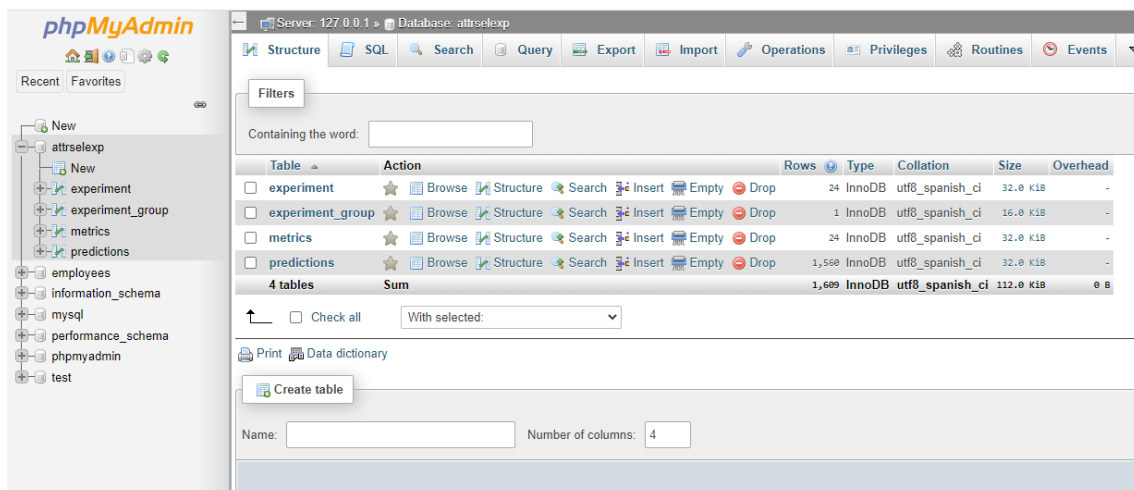 phpMyAdmin
Recent Favorites
New
attrselexp
New
experiment
experiment_group
metrics
predictions
employees
information_schema
mysql
performance_schema
phpmyadmin
test
Server: 127.0.0.1 » Database: attrselexp
Structure SQL Search Query Export Import Operations Privileges Routines Events
Filters
Containing the word:
Table Action Rows Type Collation Size Overhead
experiment Browse Structure Search Insert Empty Drop 24 InnoDB utf8_spanish_ci 32.0 KiB -
experiment_group Browse Structure Search Insert Empty Drop 1 InnoDB utf8_spanish_ci 16.0 KiB -
metrics Browse Structure Search Insert Empty Drop 24 InnoDB utf8_spanish_ci 32.0 KiB -
predictions Browse Structure Search Insert Empty Drop 1,560 InnoDB utf8_spanish_ci 32.0 KiB -
4 tables Sum 1,609 InnoDB utf8_spanish_ci 112.0 KiB 0 B
Check all With selected:
Print Data dictionary
Create table
Name: Number of columns: 4